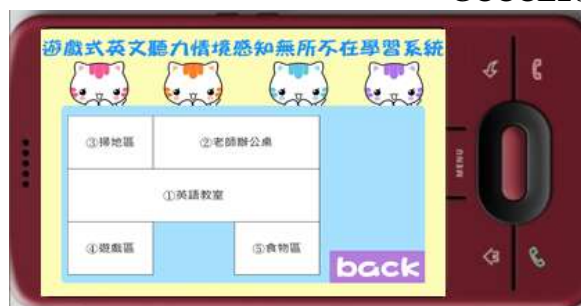 遊戲式英文聽力情境感知無所不在學習系統
③掃地區 ②老師辦公桌
①英語教室
④遊戲區 ⑤食物區
back
MENU